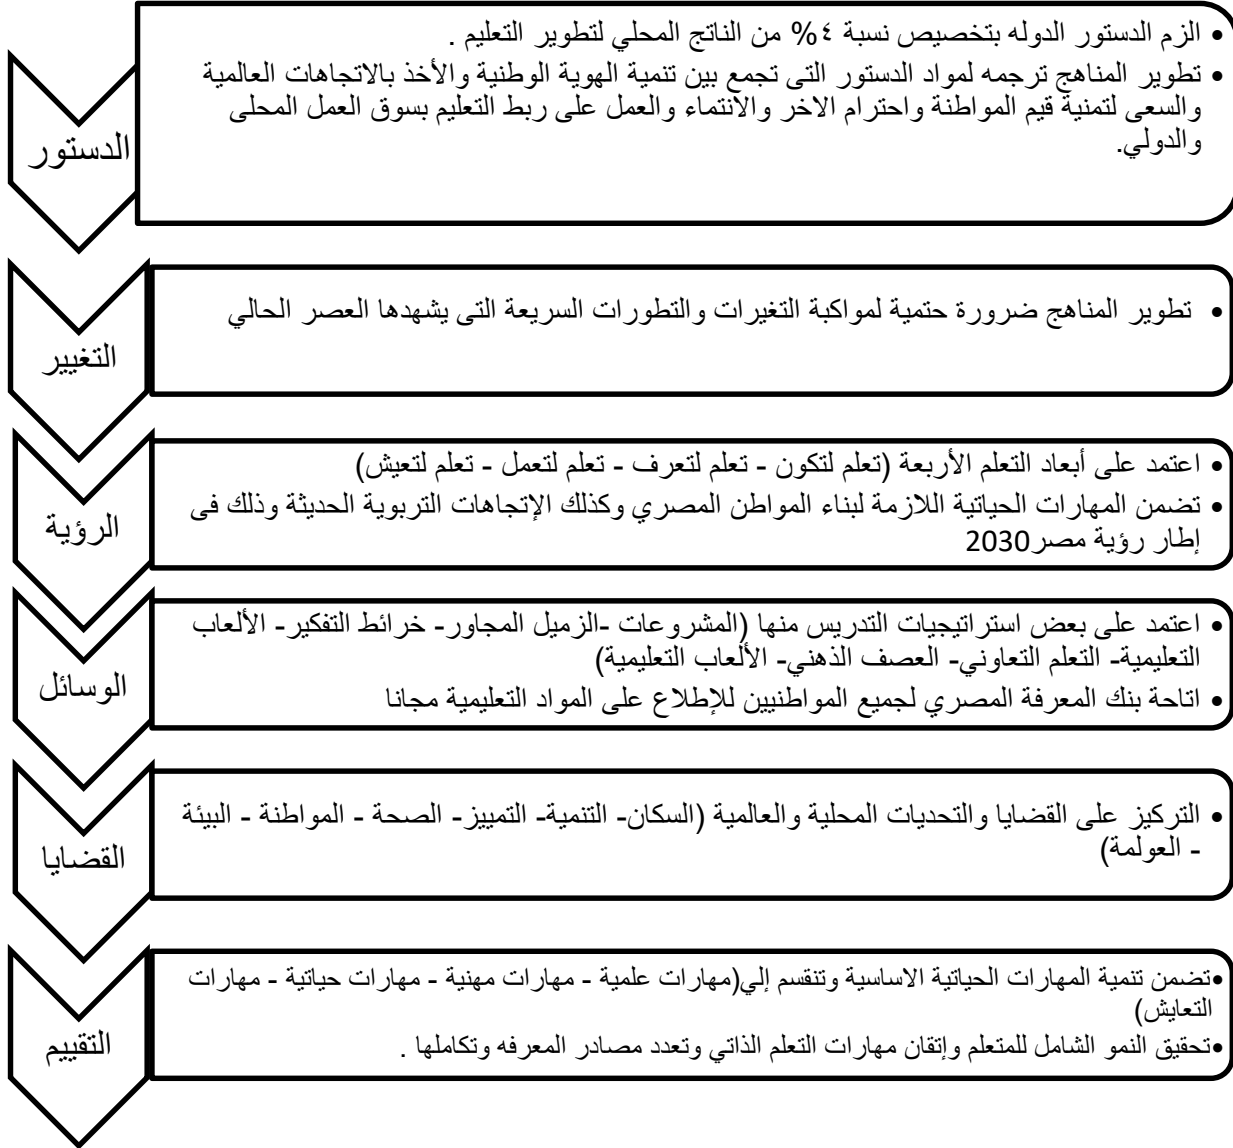 الدستور
• الزم الدستور الدوله بتخصيص نسبة ٤% من الناتج المحلي لتطوير التعليم .
• تطوير المناهج ترجمه لمواد الدستور التى تجمع بين تنمية الهوية الوطنية والأخذ بالاتجاهات العالمية
والسعى لتمنية قيم المواطنة واحترام الاخر والانتماء والعمل على ربط التعليم بسوق العمل المحلى
والدولي.
التغيير
• تطوير المناهج ضرورة حتمية لمواكبة التغيرات والتطورات السريعة التى يشهدها العصر الحالي
الرؤية
• اعتمد على أبعاد التعلم الأربعة (تعلم لتكون - تعلم لتعرف - تعلم لتعمل - تعلم لتعيش)
• تضمن المهارات الحياتية اللازمة لبناء المواطن المصري وكذلك الإتجاهات التربوية الحديثة وذلك فى
إطار رؤية مصر2030
الوسائل
• اعتمد على بعض استراتيجيات التدريس منها (المشروعات -الزميل المجاور- خرائط التفكير- الألعاب
التعليمية- التعلم التعاوني- العصف الذهني- الألعاب التعليمية)
• اتاحة بنك المعرفة المصري لجميع المواطنيين للإطلاع على المواد التعليمية مجانا
القضايا
• التركيز على القضايا والتحديات المحلية والعالمية (السكان- التنمية- التمييز- الصحة - المواطنة - البيئة
- العولمة)
التقييم
•تضمن تنمية المهارات الحياتية الاساسية وتنقسم إلي(مهارات علمية - مهارات مهنية - مهارات حياتية - مهارات
التعايش)
•تحقيق النمو الشامل للمتعلم وإتقان مهارات التعلم الذاتي وتعدد مصادر المعرفه وتكاملها .